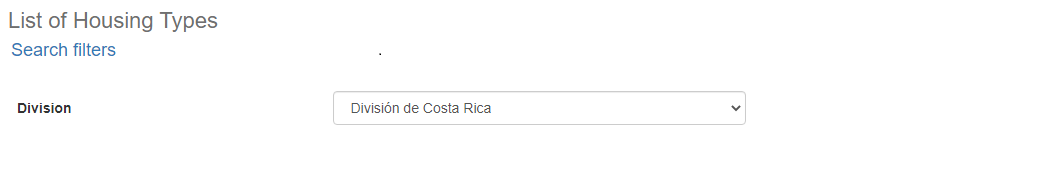 List of Housing Types
Search filters .
Division División de Costa Rica